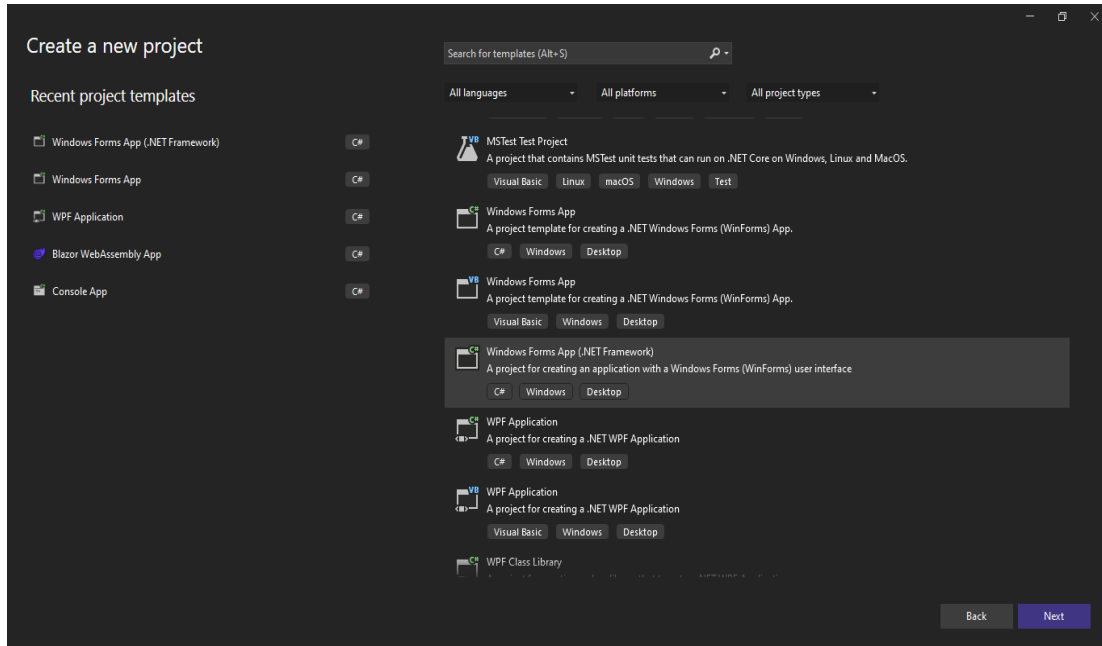 Create a new project
Recent project templates
Windows Forms App (.NET Framework) C#
Windows Forms App C#
WPF Application C#
Blazor WebAssembly App C#
Console App C#
Search for templates (Alt+S)
All languages All platforms All project types
VB MSTest Test Project
A project that contains MSTest unit tests that can run on .NET Core on Windows, Linux and MacOS.
Visual Basic Linux macOS Windows Test
C# Windows Forms App
A project template for creating a .NET Windows Forms (WinForms) App.
C# Windows Desktop
VB Windows Forms App
A project template for creating a .NET Windows Forms (WinForms) App.
Visual Basic Windows Desktop
C# Windows Forms App (.NET Framework)
A project for creating an application with a Windows Forms (WinForms) user interface
C# Windows Desktop
C# WPF Application
A project for creating a .NET WPF Application
C# Windows Desktop
VB WPF Application
A project for creating a .NET WPF Application
Visual Basic Windows Desktop
C# WPF Class Library
Back Next